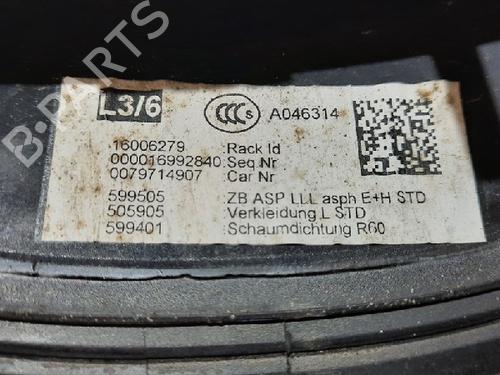 L3/6
CCC S
A046314
16006279 :Rack Id
000016992840:Seq.Nr
0079714907 :Car Nr
599505 :ZB ASP LLL asph E+H STD
505905 :Verkleidung L STD
599401 :Schaumdichtung R60
B-PARTS